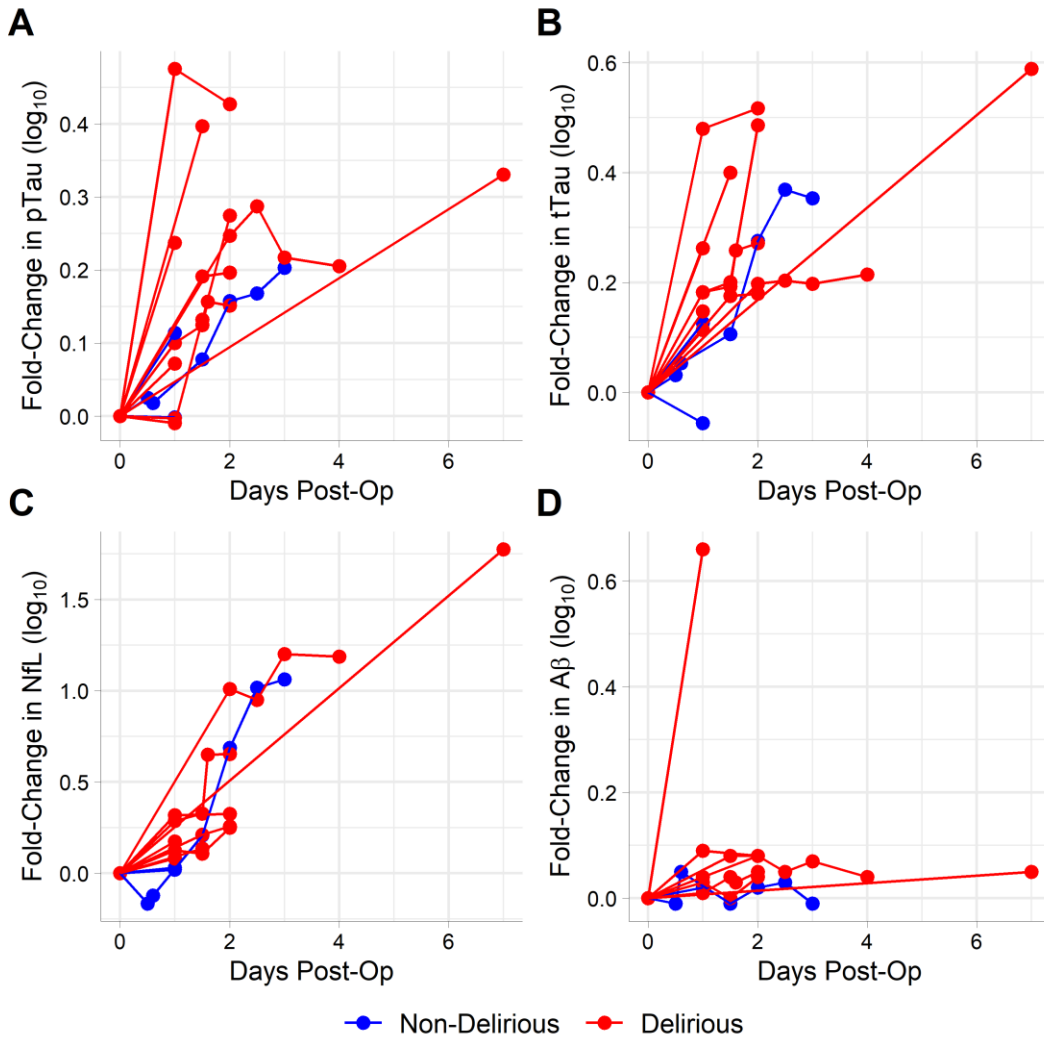 A
Fold-Change in pTau (log10)
0.4
0.3
0.2
0.1
0.0
0 2 4 6
Days Post-Op
B
Fold-Change in tTau (log10)
0.6
0.4
0.2
0.0
0 2 4 6
Days Post-Op
C
Fold-Change in NfL (log10)
1.5
1.0
0.5
0.0
0 2 4 6
Days Post-Op
D
Fold-Change in Aβ (log10)
0.6
0.4
0.2
0.0
0 2 4 6
Days Post-Op
Non-Delirious Delirious